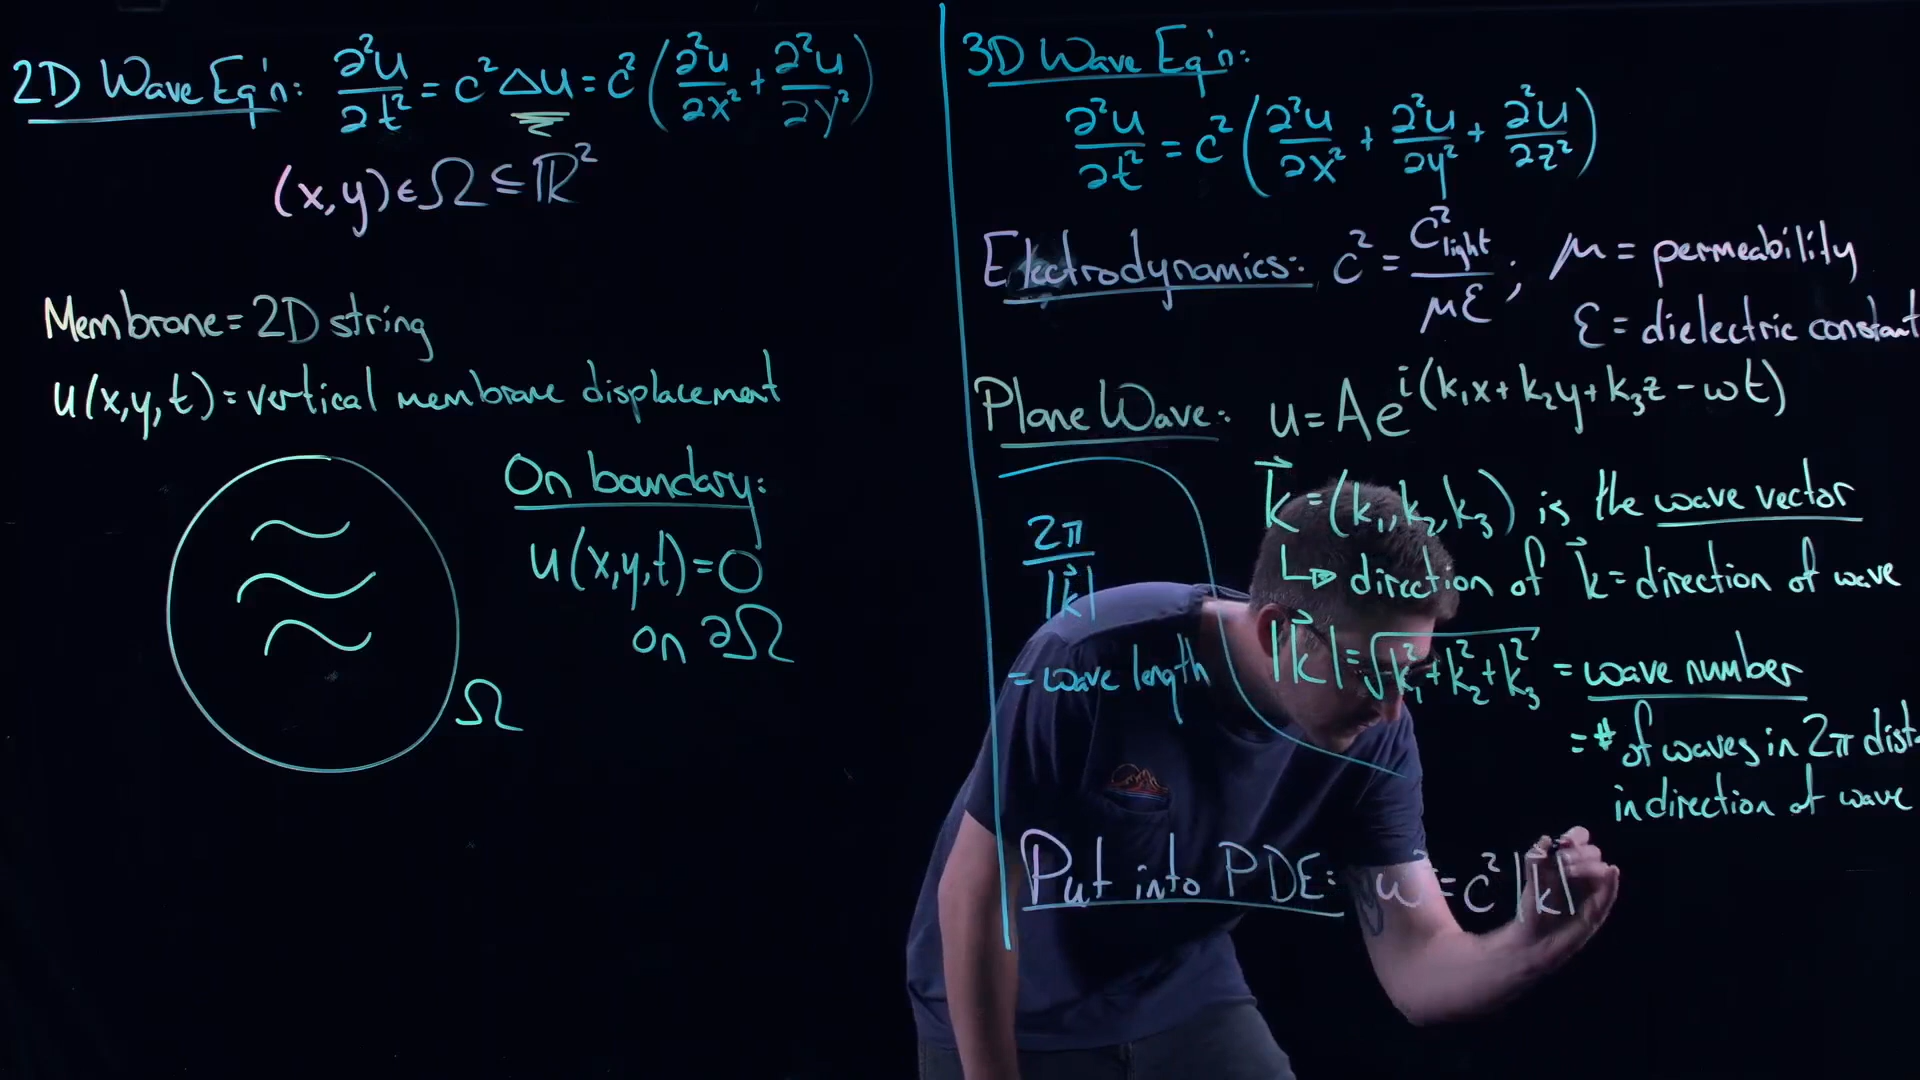 2D Wave Eq'n: ∂²u/∂t² = c² Δu = c² (∂²u/∂x² + ∂²u/∂y²)
(x,y) ∈ Ω ⊆ ℝ²
Membrane = 2D string
u(x,y,t) = vertical membrane displacement
On boundary:
u(x,y,t) = 0
on ∂Ω
Ω
3D Wave Eq'n:
∂²u/∂t² = c² (∂²u/∂x² + ∂²u/∂y² + ∂²u/∂z²)
Electrodynamics: c² = c²light/με ; μ = permeability
ε = dielectric constant
Plane Wave: u = Ae^i(k₁x + k₂y + k₃z - ωt)
k⃗ = (k₁, k₂, k₃) is the wave vector
↳ direction of k⃗ = direction of wave
|k⃗| = √k₁² + k₂² + k₃² = wave number
= # of waves in 2π dist
in direction of wave
2π/|k⃗|
= wave length
Put into PDE: ω² = c² |k⃗|